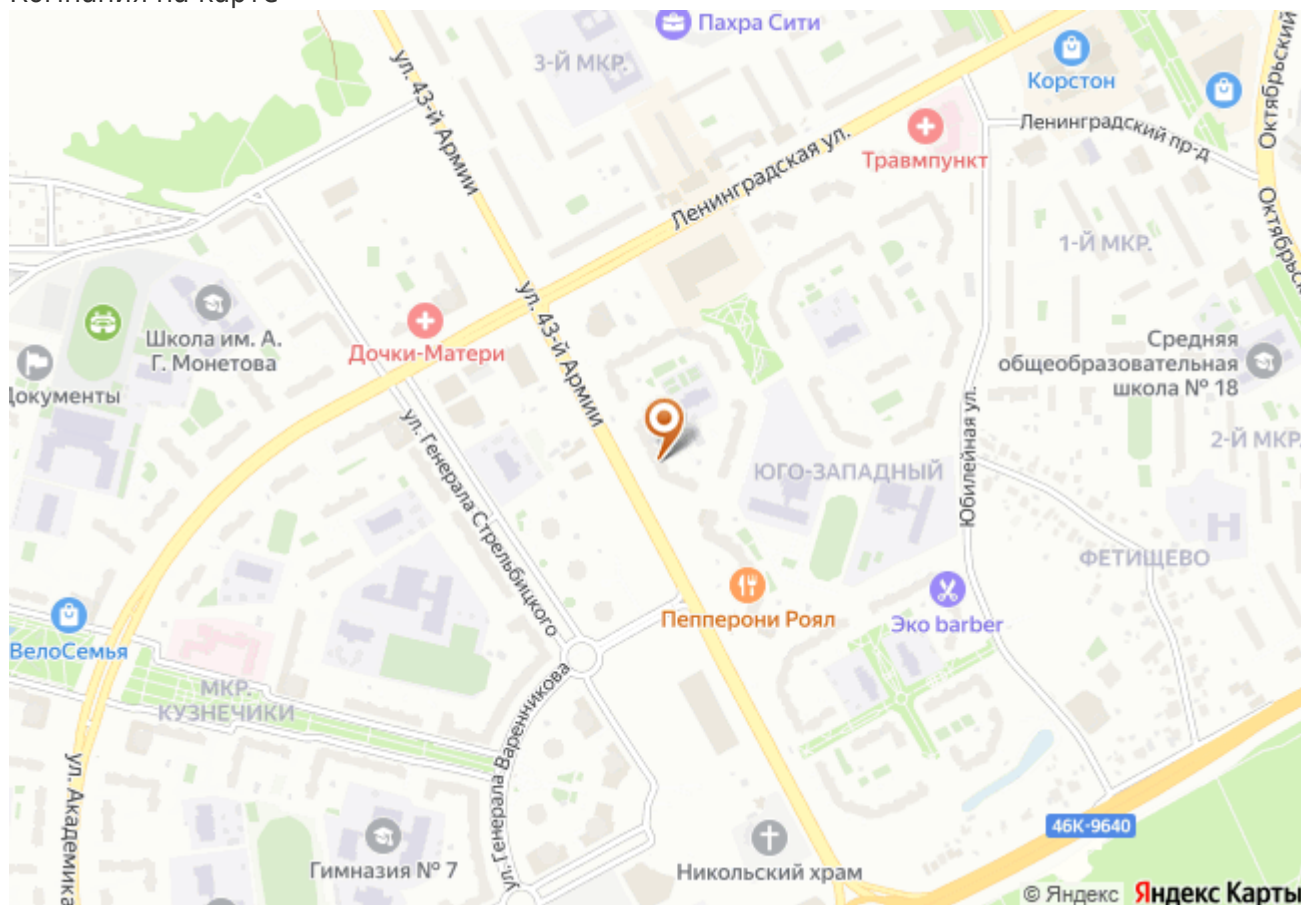 Компания на карте
Пахра Сити
3-Й МКР.
Корстон
Октябрьский
ул. 43-й Армии
Ленинградский пр-д
Травмпункт
Ленинградская ул.
1-Й МКР.
ул. 43-й Армии
Школа им. А.
Г. Монетова
Дочки-Матери
Средняя
общеобразовательная
школа № 18
ул. Генерала Стрельбицкого
Юбилейная ул.
2-Й МКР.
ЮГО-ЗАПАДНЫЙ
ФЕТИЩЕВО
Пепперони Роял
Эко barber
ВелоСемья
МКР.
КУЗНЕЧИКИ
ул. Генерала Варенникова
ул. Академика
46К-9640
Гимназия № 7
Никольский храм
© Яндекс Яндекс Карты